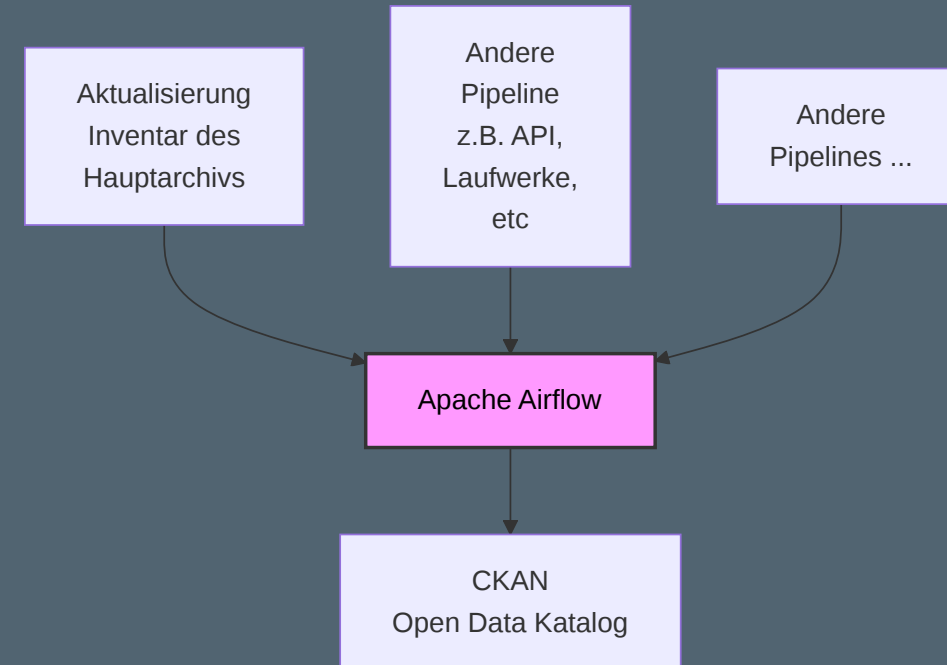 Aktualisierung
Inventar des
Hauptarchivs
Andere
Pipeline
z.B. API,
Laufwerke,
etc
Andere
Pipelines ...
Apache Airflow
CKAN
Open Data Katalog